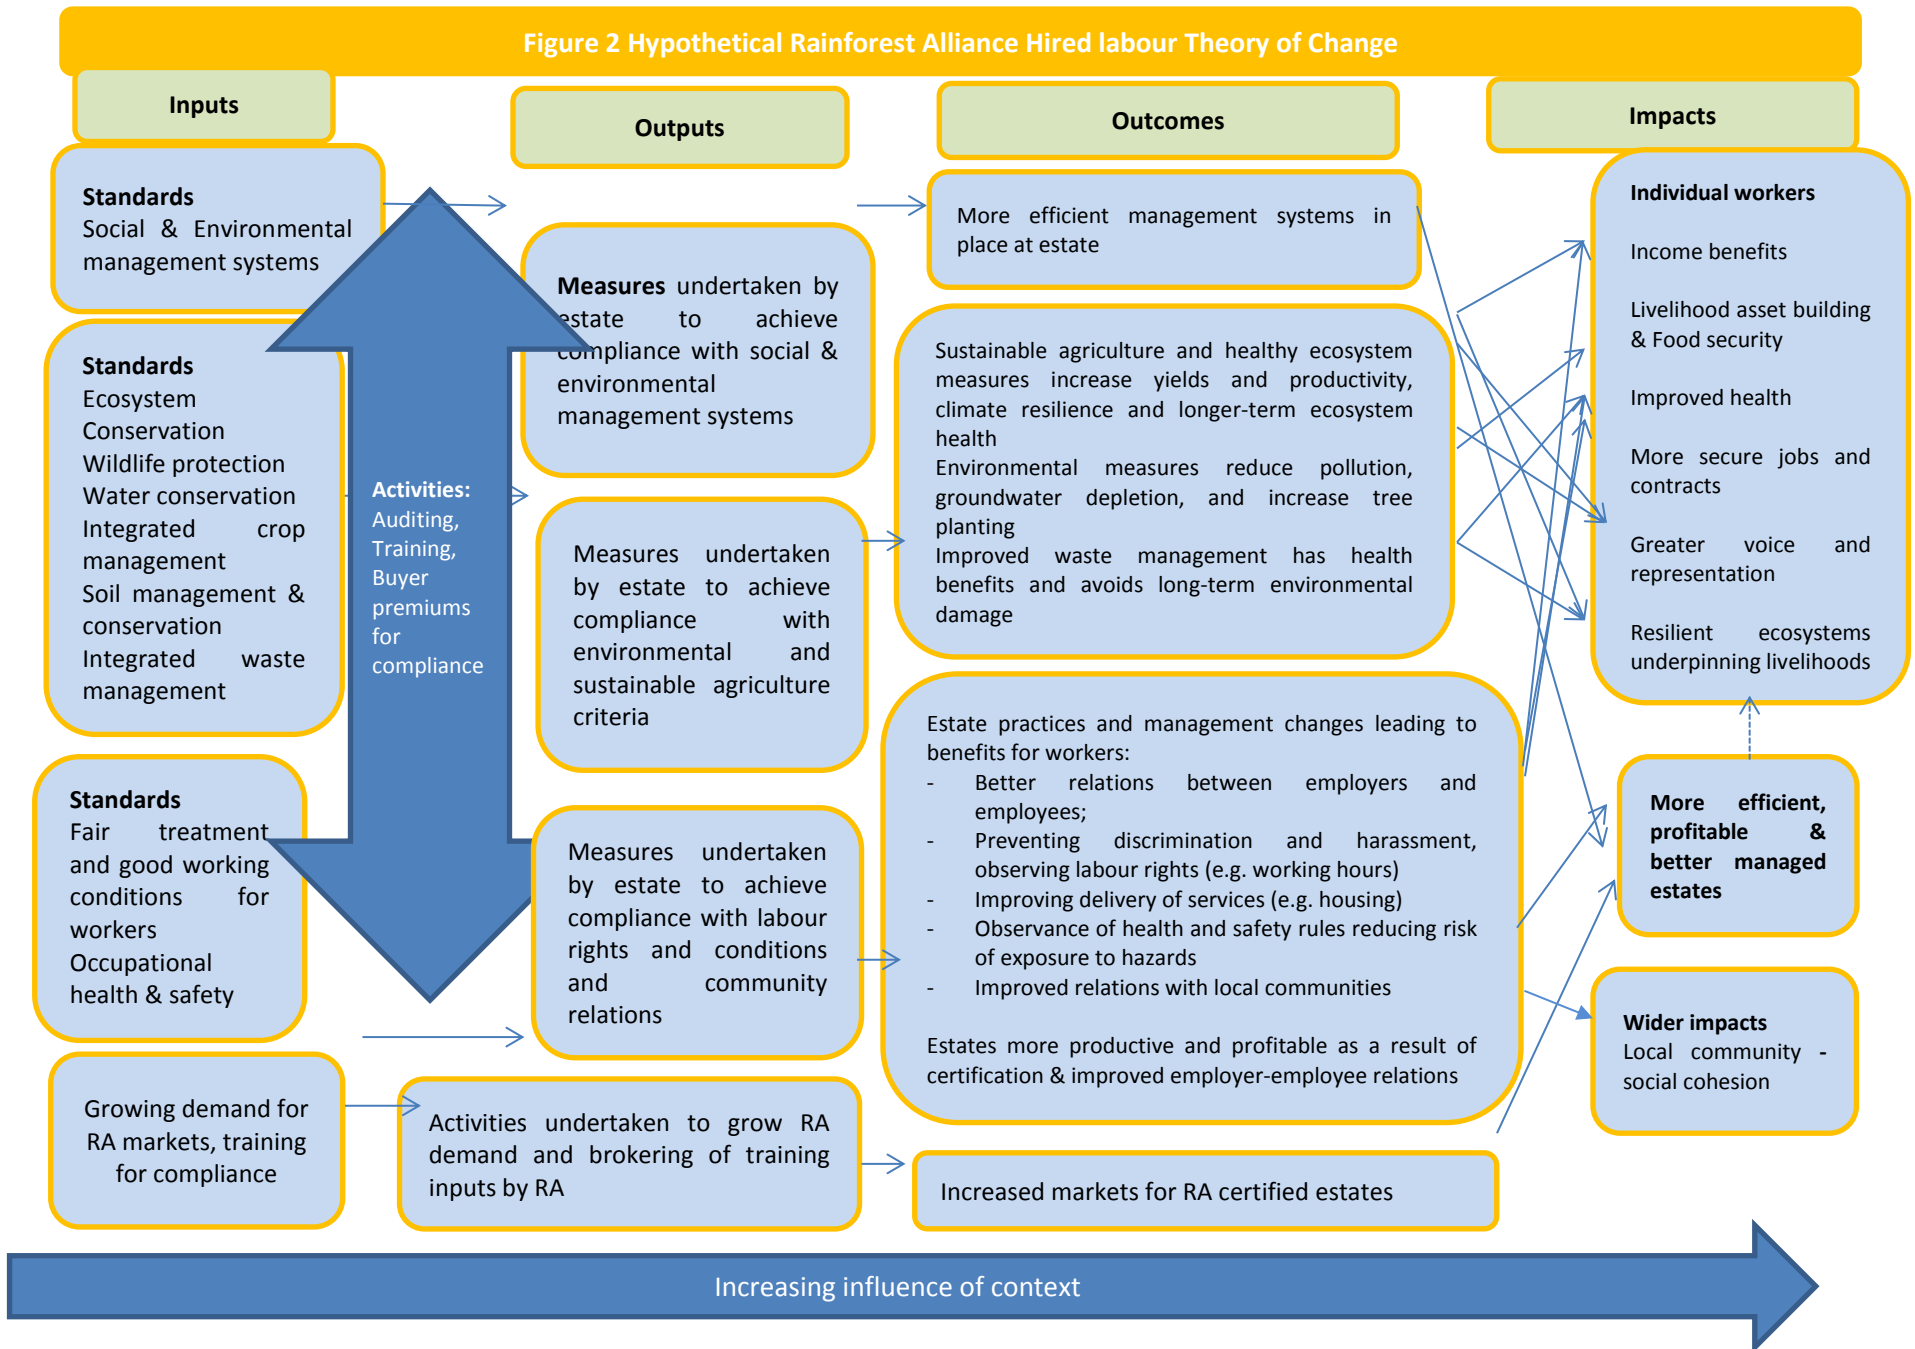 Figure 2 Hypothetical Rainforest Alliance Hired labour Theory of Change
Inputs
Outputs
Outcomes
Impacts
Standards
Social & Environmental
management systems
Standards
Ecosystem
Conservation
Wildlife protection
Water conservation
Integrated crop
management
Soil management &
conservation
Integrated waste
management
Standards
Fair treatment
and good working
conditions for
workers
Occupational
health & safety
Growing demand for
RA markets, training
for compliance
Activities:
Auditing,
Training,
Buyer
premiums
for
compliance
Measures undertaken by
estate to achieve
compliance with social &
environmental
management systems
Measures undertaken
by estate to achieve
compliance with
environmental and
sustainable agriculture
criteria
Measures undertaken
by estate to achieve
compliance with labour
rights and conditions
and community
relations
Activities undertaken to grow RA
demand and brokering of training
inputs by RA
More efficient management systems in
place at estate
Sustainable agriculture and healthy ecosystem
measures increase yields and productivity,
climate resilience and longer-term ecosystem
health
Environmental measures reduce pollution,
groundwater depletion, and increase tree
planting
Improved waste management has health
benefits and avoids long-term environmental
damage
Estate practices and management changes leading to
benefits for workers:
- Better relations between employers and
employees;
- Preventing discrimination and harassment,
observing labour rights (e.g. working hours)
- Improving delivery of services (e.g. housing)
- Observance of health and safety rules reducing risk
of exposure to hazards
- Improved relations with local communities
Estates more productive and profitable as a result of
certification & improved employer-employee relations
Increased markets for RA certified estates
Individual workers
Income benefits
Livelihood asset building
& Food security
Improved health
More secure jobs and
contracts
Greater voice and
representation
Resilient ecosystems
underpinning livelihoods
More efficient,
profitable &
better managed
estates
Wider impacts
Local community -
social cohesion
Increasing influence of context